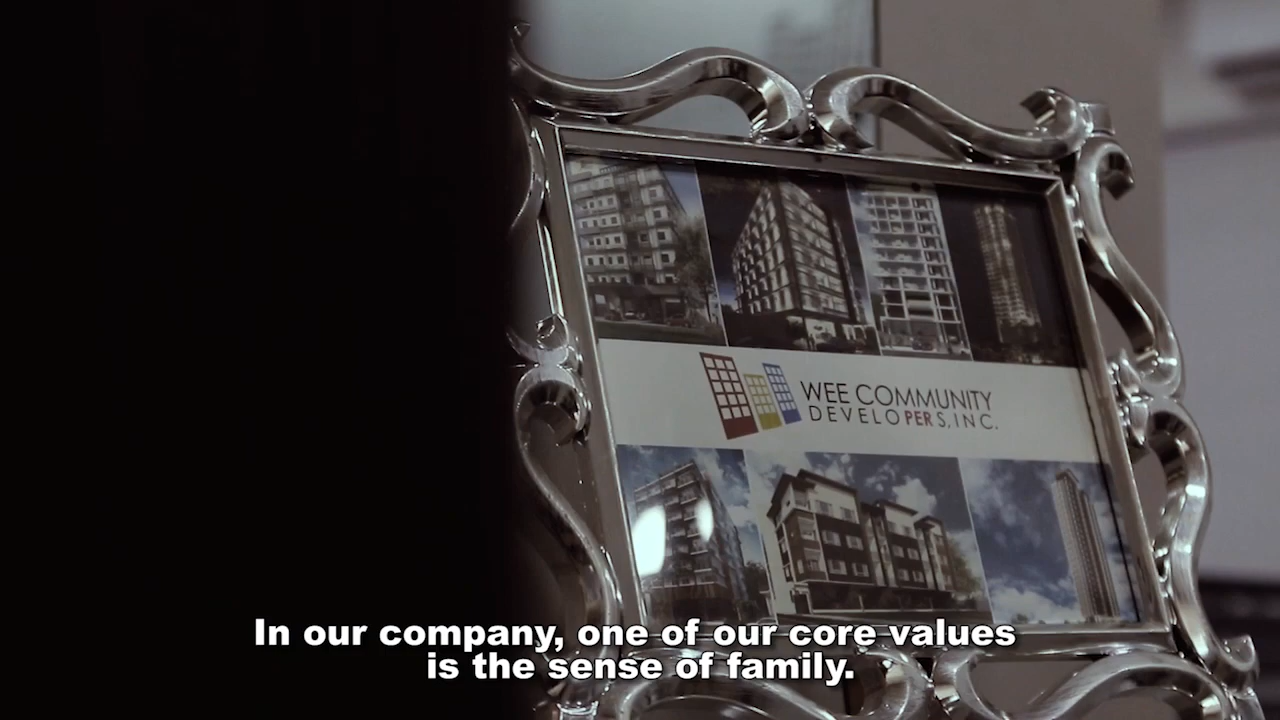 WEE COMMUNITY
DEVELOPERS, INC.
In our company, one of our core values
is the sense of family.